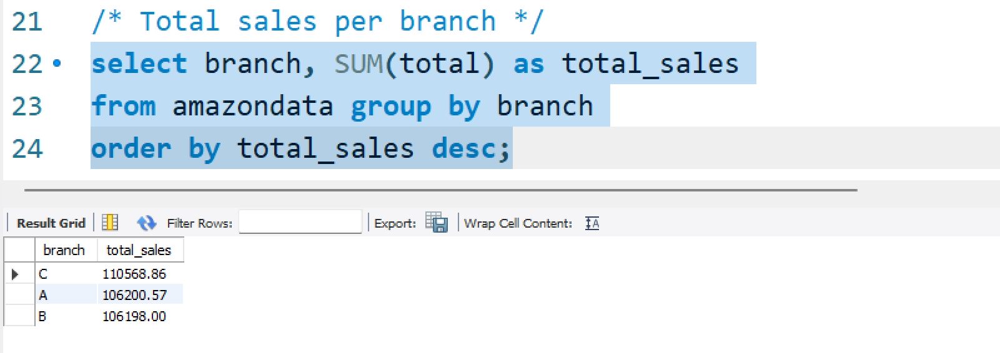 21 /* Total sales per branch */
22 select branch, SUM(total) as total_sales
23 from amazondata group by branch
24 order by total_sales desc;
Result Grid Filter Rows: Export: Wrap Cell Content: IA
branch total_sales
C 110568.86
A 106200.57
B 106198.00